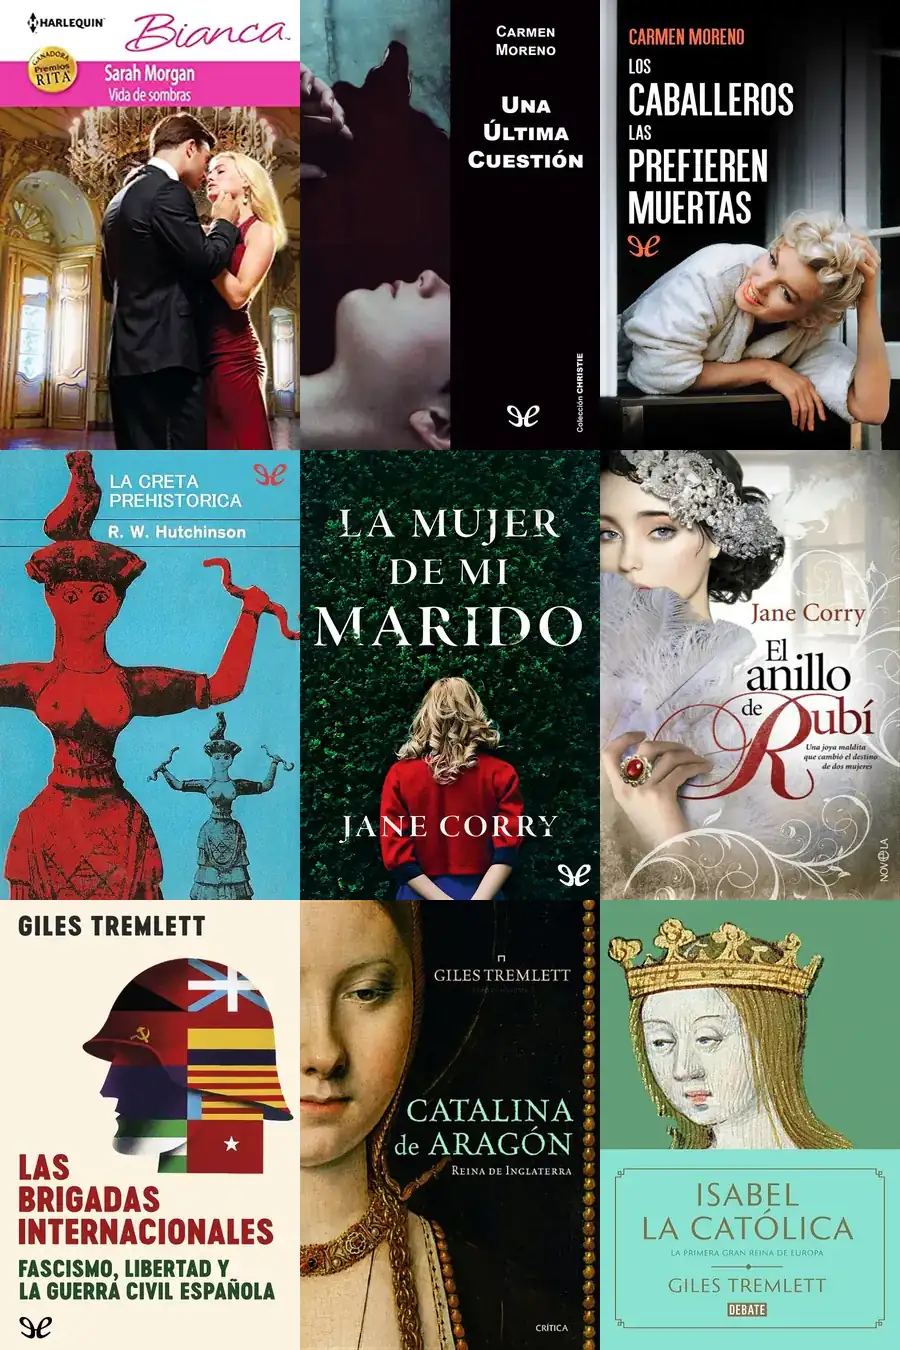 HARLEQUIN™
Bianca™
GANADORA
Premios
RITA
Sarah Morgan
Vida de sombras
CARMEN
MORENO
UNA
ÚLTIMA
CUESTIÓN
Colección CHRISTIE
CARMEN MORENO
LOS
CABALLEROS
LAS
PREFIEREN
MUERTAS
LA CRETA
PREHISTORICA
R. W. Hutchinson
LA MUJER
DE MI
MARIDO
JANE CORRY
Jane Corry
El
anillo
de Rubí
Una joya maldita
que cambió el destino
de dos mujeres
NOVELA
GILES TREMLETT
LAS
BRIGADAS
INTERNACIONALES
FASCISMO, LIBERTAD Y
LA GUERRA CIVIL ESPAÑOLA
GILES TREMLETT
CATALINA
de ARAGÓN
REINA DE INGLATERRA
CRÍTICA
ISABEL
LA CATÓLICA
LA PRIMERA GRAN REINA DE EUROPA
GILES TREMLETT
DEBATE